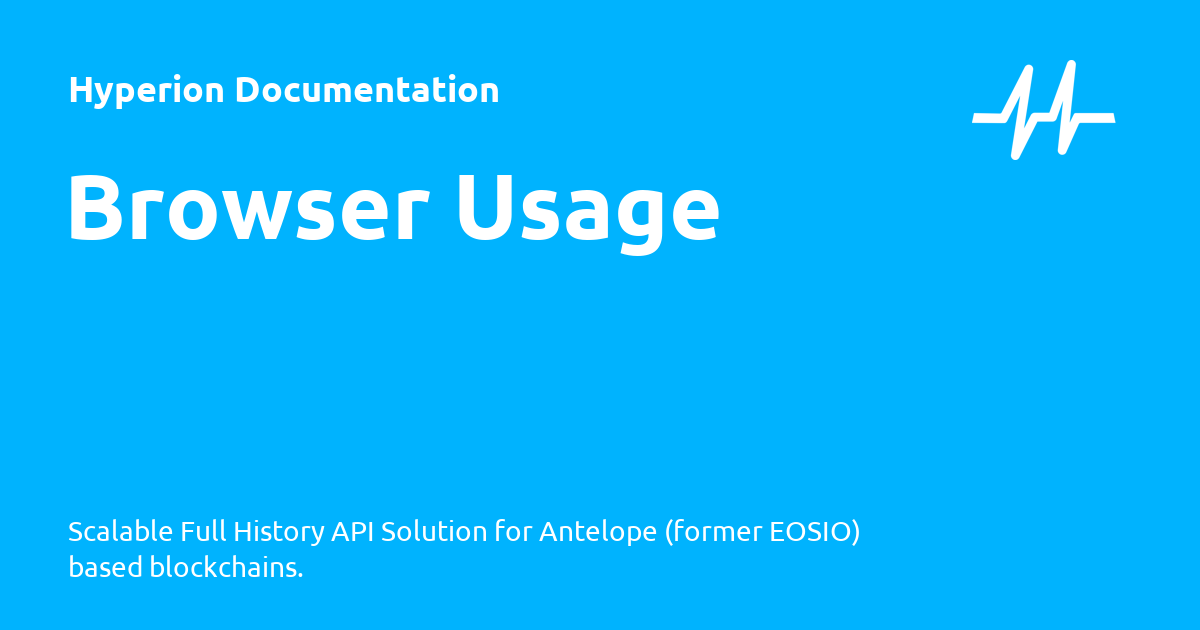 Hyperion Documentation
Browser Usage
Scalable Full History API Solution for Antelope (former EOSIO)
based blockchains.